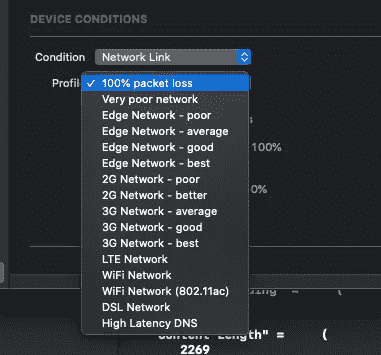 DEVICE CONDITIONS
Condition Network Link
Profil
✓ 100% packet loss
Very poor network
Edge Network - poor
Edge Network - average
Edge Network - good
100%
Edge Network - best
2G Network - poor
2G Network - better
0%
3G Network - average
3G Network - good
3G Network - best
LTE Network
WiFi Network
WiFi Network (802.11ac)
DSL Network
High Latency DNS
Length" = (
2269